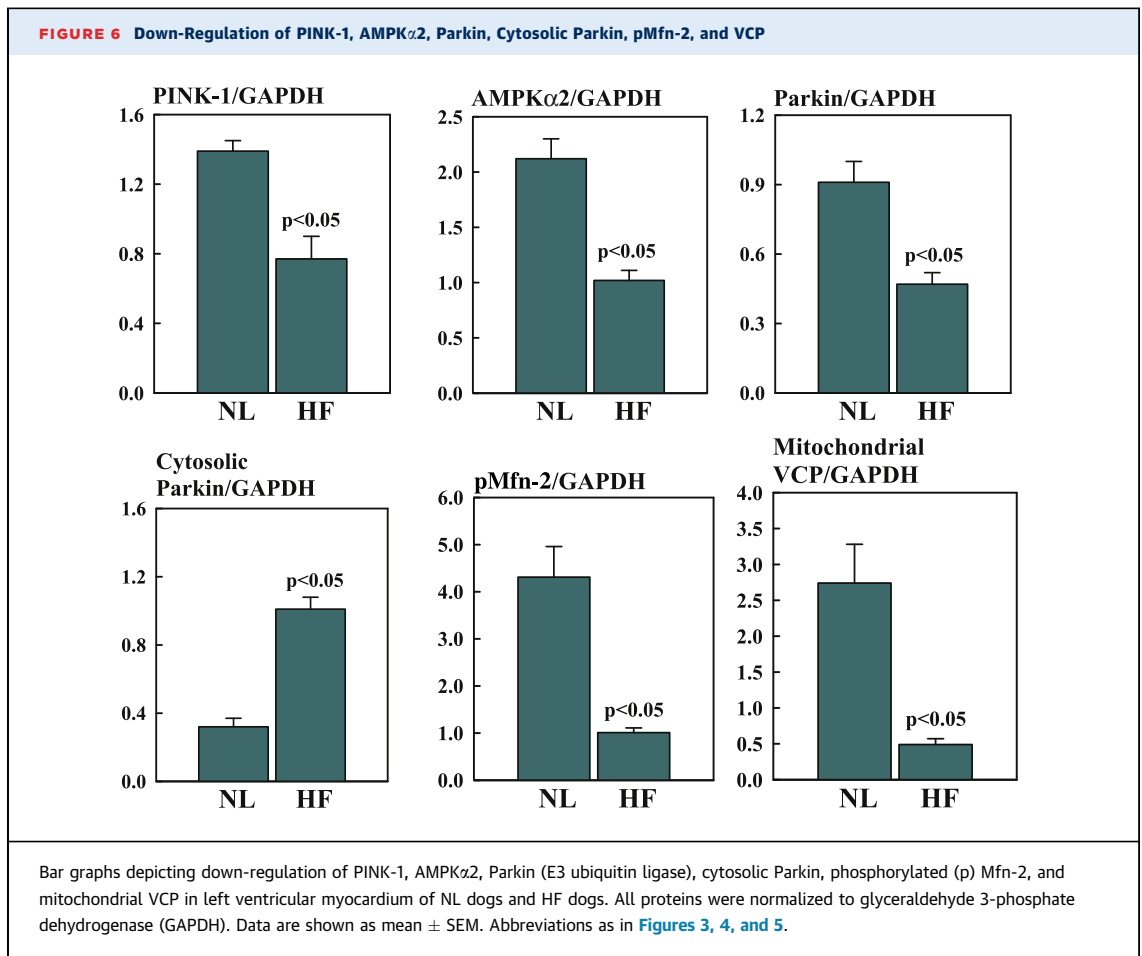 FIGURE 6 Down-Regulation of PINK-1, AMPKα2, Parkin, Cytosolic Parkin, pMfn-2, and VCP
PINK-1/GAPDH
1.6
1.2
0.8
0.4
0.0
p<0.05
NL HF
AMPKα2/GAPDH
2.5
2.0
1.5
1.0
0.5
0.0
p<0.05
NL HF
Parkin/GAPDH
1.2
0.9
0.6
0.3
0.0
p<0.05
NL HF
Cytosolic
Parkin/GAPDH
1.6
1.2
0.8
0.4
0.0
p<0.05
NL HF
pMfn-2/GAPDH
6.0
5.0
4.0
3.0
2.0
1.0
0.0
p<0.05
NL HF
Mitochondrial
VCP/GAPDH
4.0
3.5
3.0
2.5
2.0
1.5
1.0
0.5
0.0
p<0.05
NL HF
Bar graphs depicting down-regulation of PINK-1, AMPKα2, Parkin (E3 ubiquitin ligase), cytosolic Parkin, phosphorylated (p) Mfn-2, and
mitochondrial VCP in left ventricular myocardium of NL dogs and HF dogs. All proteins were normalized to glyceraldehyde 3-phosphate
dehydrogenase (GAPDH). Data are shown as mean ± SEM. Abbreviations as in Figures 3, 4, and 5.